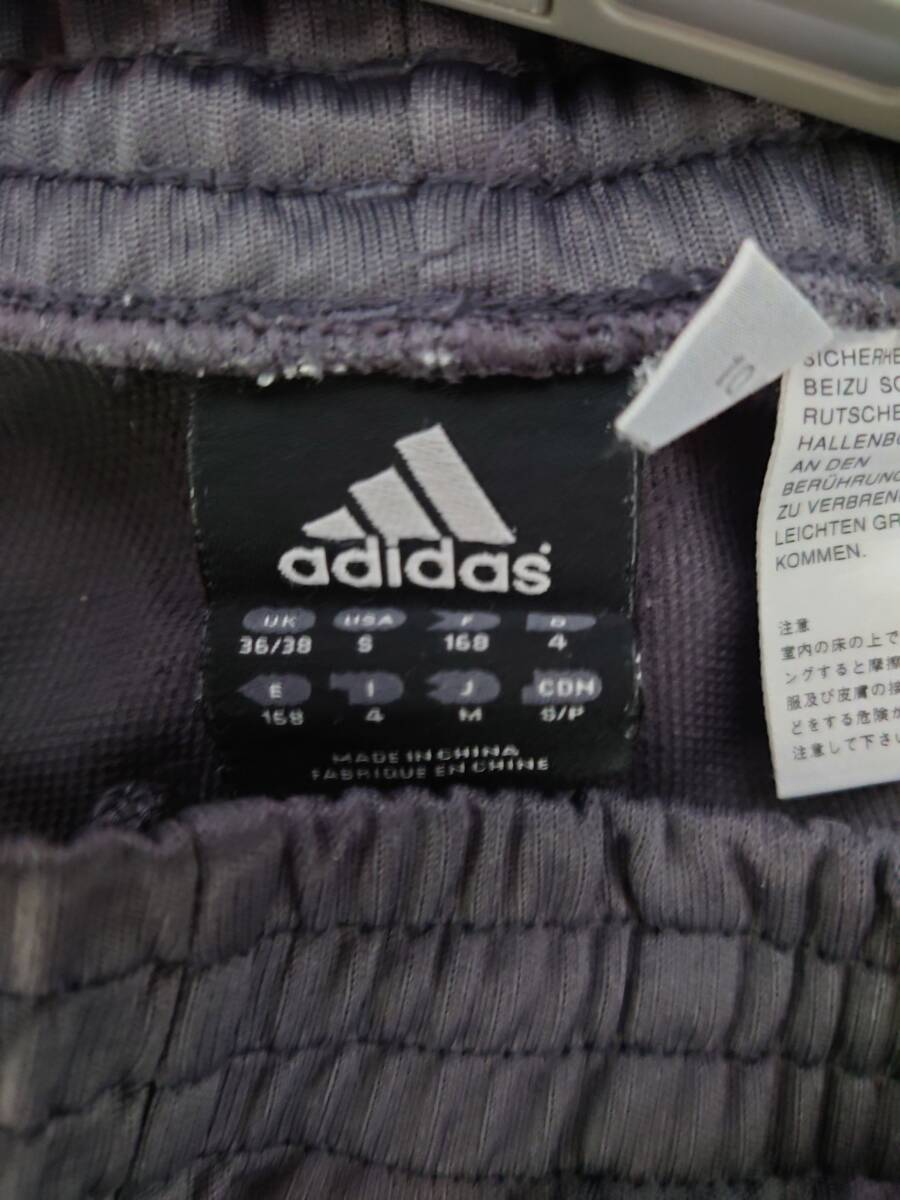 10
adidas
UK USA F D
36/38 S 168 4
E I J CDN
168 4 M S/P
MADE IN CHINA
FABRIQUE EN CHINE
SICHERHE
BEIZU SC
RUTSCHE
HALLENBO
AN DEN
BERÜHRUNG
ZU VERBREN
LEICHTEN GR
KOMMEN.
注意
室内の床の上で
ングすると摩擦
服及び皮膚の接
どをする危険が
注意して下さい